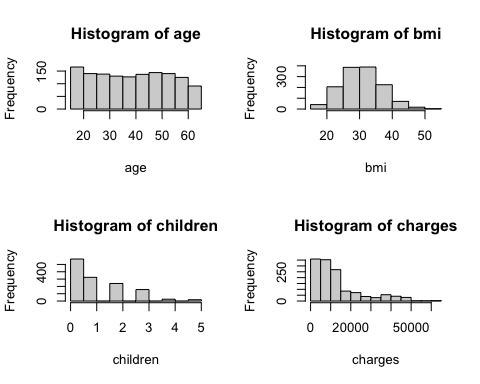 Histogram of age
Frequency
0
150
20 30 40 50 60
age
Histogram of bmi
Frequency
0
300
20 30 40 50
bmi
Histogram of children
Frequency
0
400
0 1 2 3 4 5
children
Histogram of charges
Frequency
0
250
0 20000 50000
charges